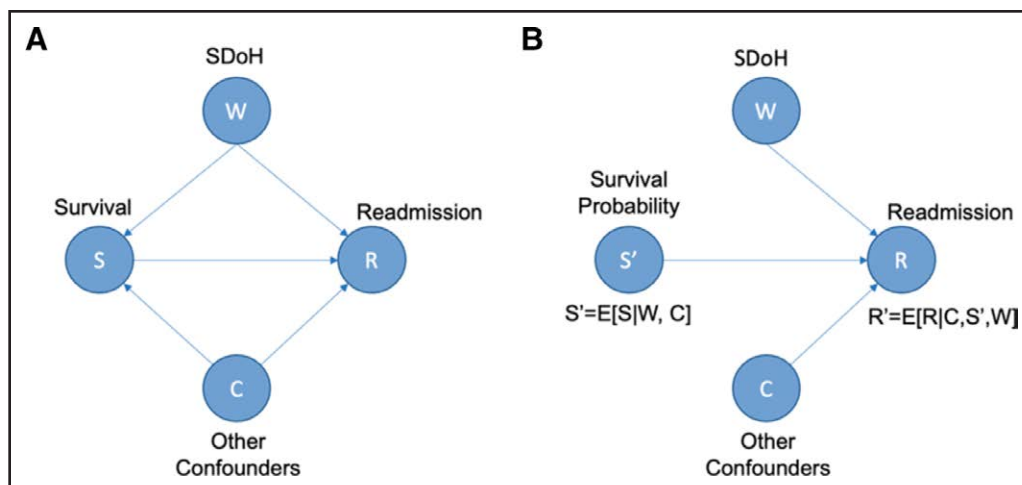 A
SDoH
W
Survival
Readmission
S
R
C
Other
Confounders
B
SDoH
W
Survival
Probability
Readmission
S'
R
S'=E[S|W, C]
R'=E[R|C,S',W]
C
Other
Confounders